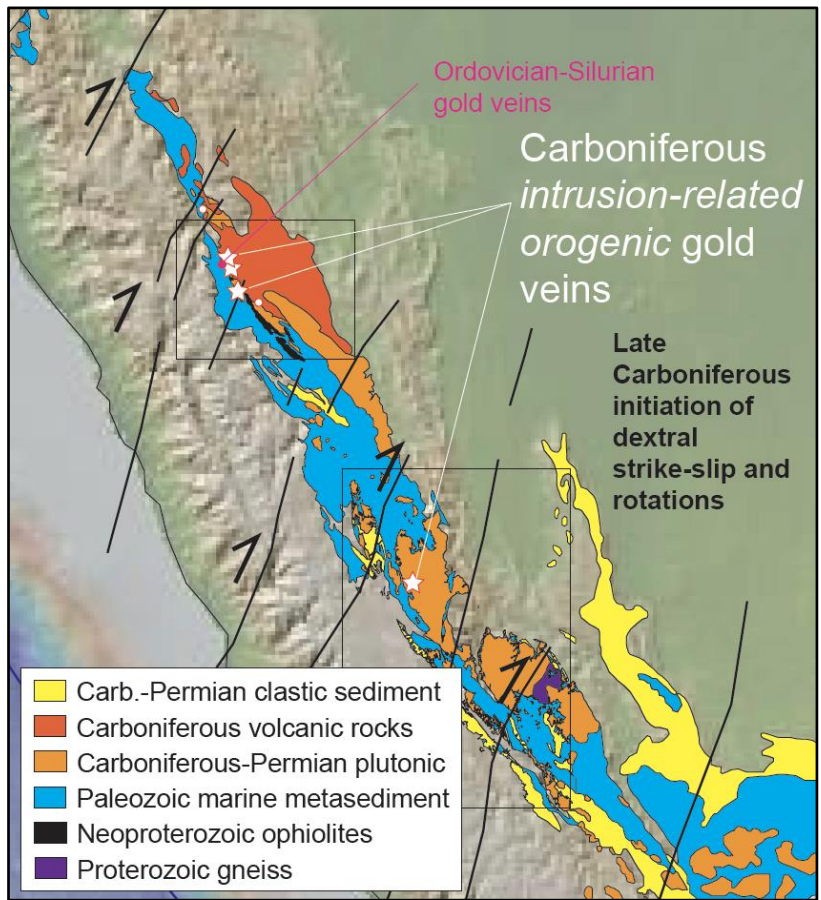 Ordovician-Silurian
gold veins
Carboniferous
intrusion-related
orogenic gold
veins
Late
Carboniferous
initiation of
dextral
strike-slip and
rotations
Carb.-Permian clastic sediment
Carboniferous volcanic rocks
Carboniferous-Permian plutonic
Paleozoic marine metasediment
Neoproterozoic ophiolites
Proterozoic gneiss